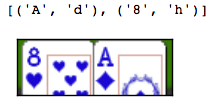 [('A', 'd'), ('8', 'h')]
8 A